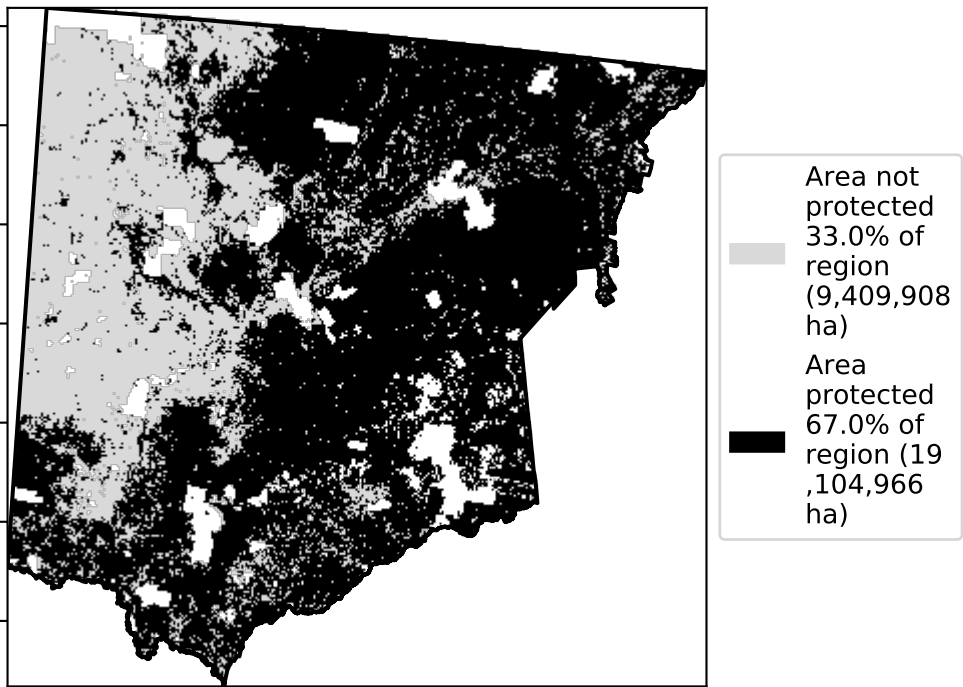 Area not
protected
33.0% of
region
(9,409,908
ha)
Area
protected
67.0% of
region (19
,104,966
ha)